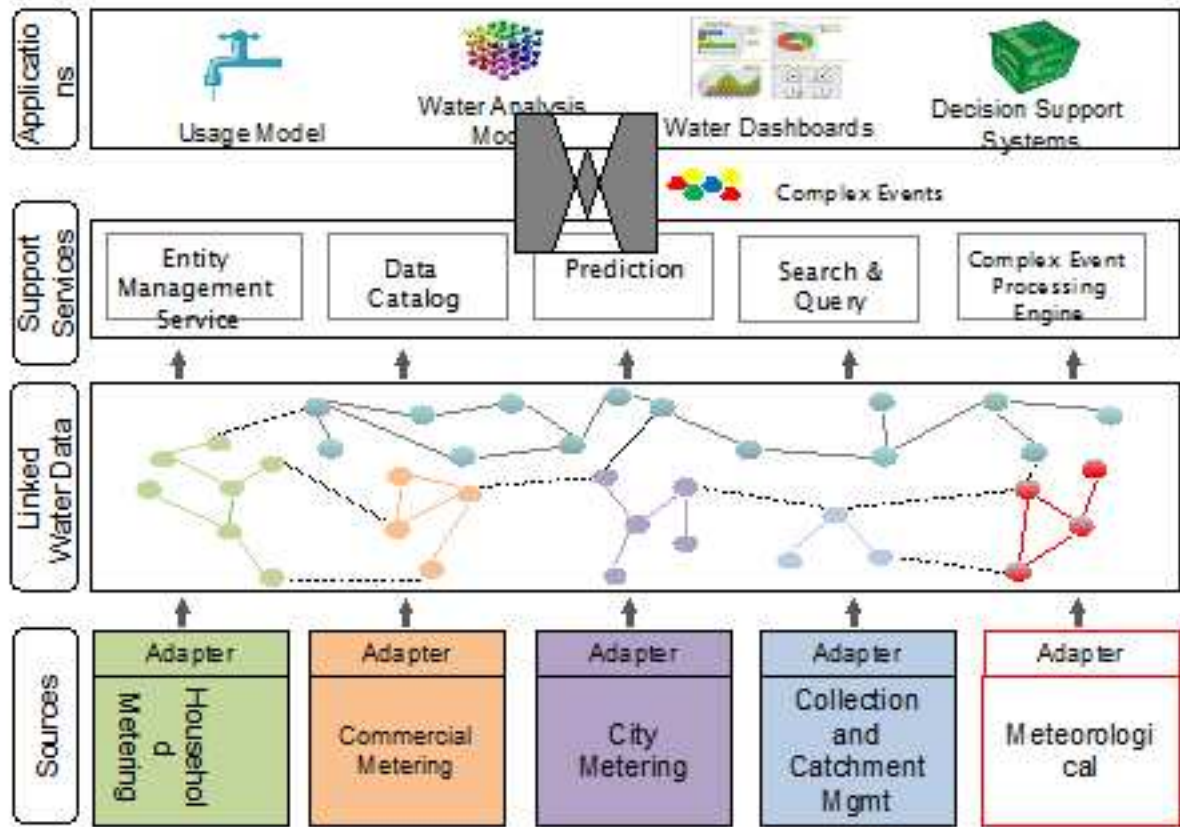 Applicatio
ns
Usage Model
Water Analysis
Mod
Water Dashboards
Decision Support
Systems
Complex Events
Support
Services
Entity
Management
Service
Data
Catalog
Prediction
Search &
Query
Complex Event
Processing
Engine
Linked
Water Data
Sources
Adapter
Househol
d
Metering
Adapter
Commercial
Metering
Adapter
City
Metering
Adapter
Collection
and
Catchment
Mgmt
Adapter
Meteorologi
cal